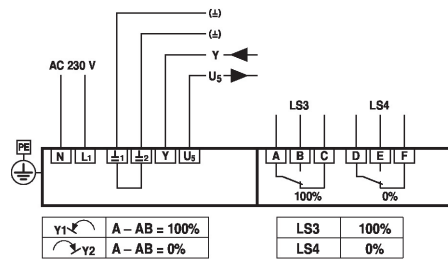 (⏊)
(⏊)
Y
U5
AC 230 V
LS3 LS4
PE
N L1 ⏊1 ⏊2 Y U5 A B C D E F
100% 0%
Y1 A – AB = 100%
Y2 A – AB = 0%
LS3 100%
LS4 0%